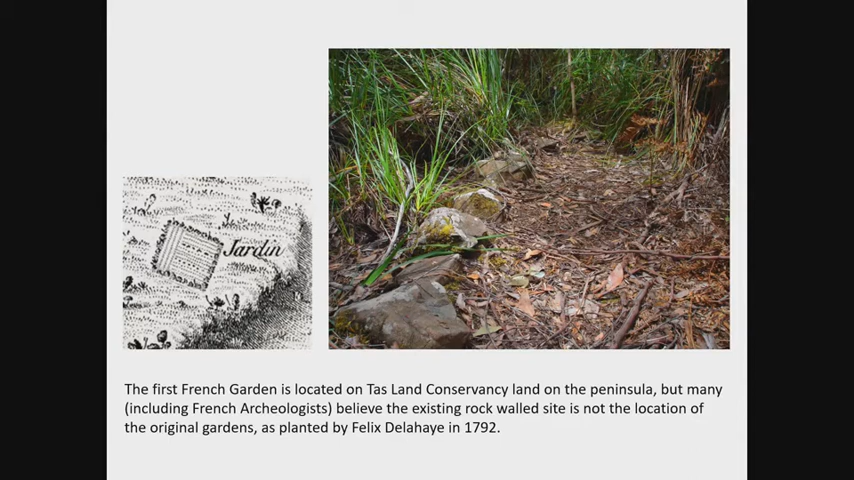 Jardin
The first French Garden is located on Tas Land Conservancy land on the peninsula, but many
(including French Archeologists) believe the existing rock walled site is not the location of
the original gardens, as planted by Felix Delahaye in 1792.